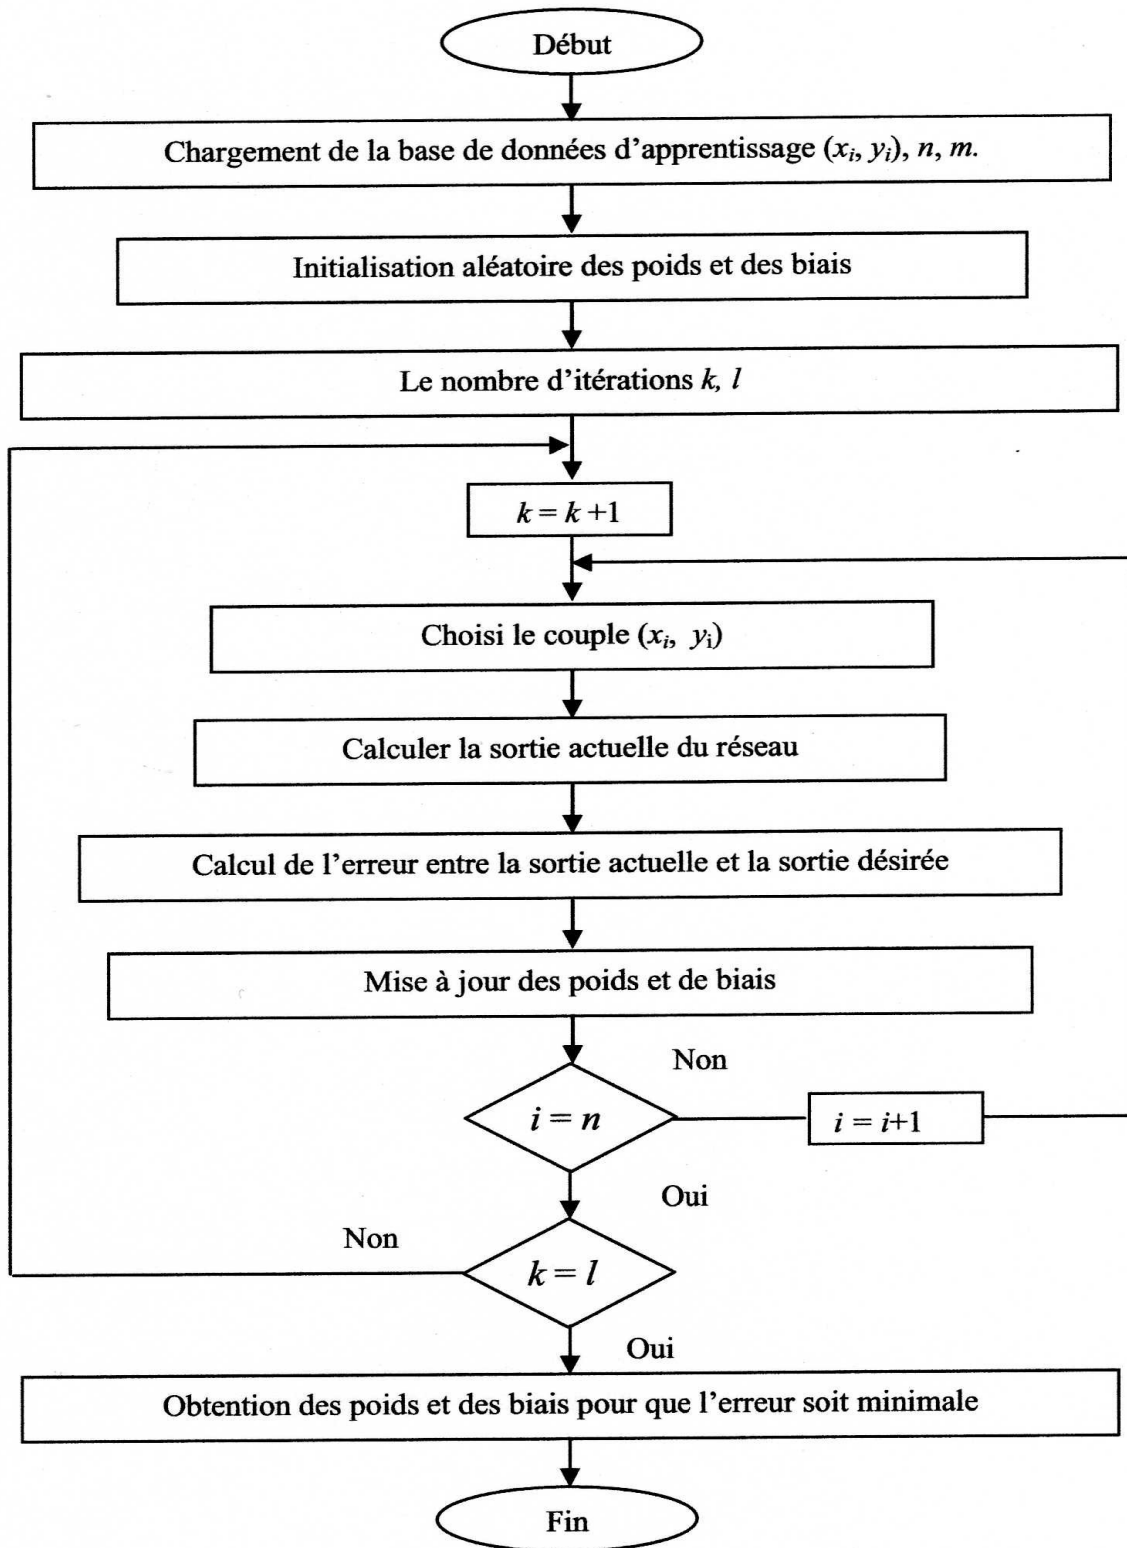 Début
Chargement de la base de données d'apprentissage (xi, yi), n, m.
Initialisation aléatoire des poids et des biais
Le nombre d'itérations k, l
k = k +1
Choisi le couple (xi, yi)
Calculer la sortie actuelle du réseau
Calcul de l'erreur entre la sortie actuelle et la sortie désirée
Mise à jour des poids et de biais
Non
i = n
i = i+1
Oui
Non
k = l
Oui
Obtention des poids et des biais pour que l'erreur soit minimale
Fin